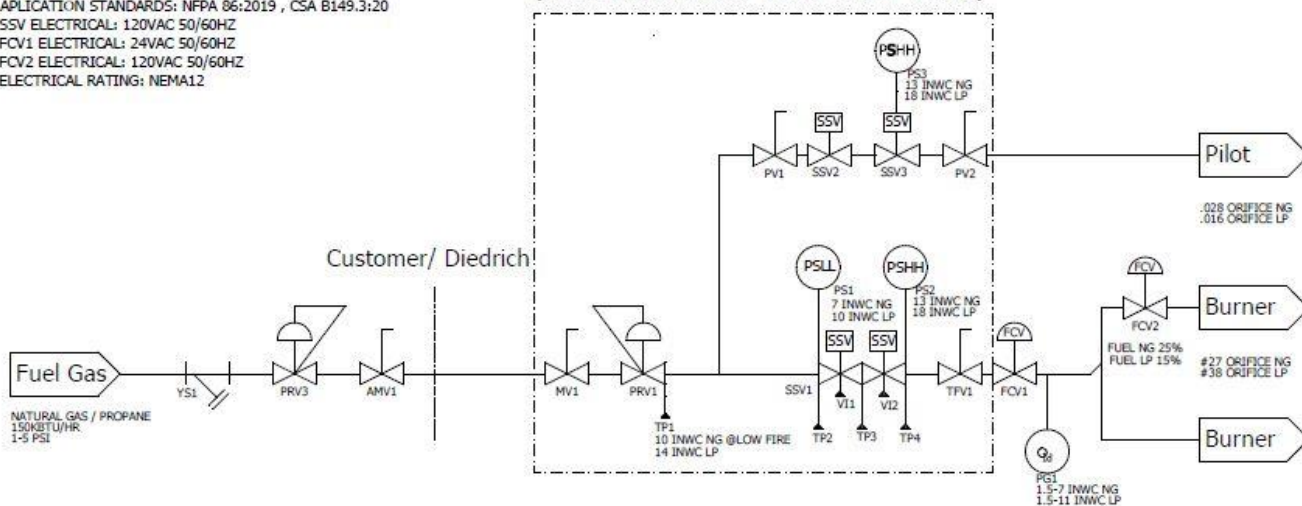 APLICATION STANDARDS: NFPA 86:2019 , CSA B149.3:20
SSV ELECTRICAL: 120VAC 50/60HZ
FCV1 ELECTRICAL: 24VAC 50/60HZ
FCV2 ELECTRICAL: 120VAC 50/60HZ
ELECTRICAL RATING: NEMA12
PSHH
PS3
13 INWC NG
18 INWC LP
SSV
SSV
PV1
SSV2
SSV3
PV2
Pilot
.028 ORIFICE NG
.016 ORIFICE LP
Customer/ Diedrich
PSLL
PS1
7 INWC NG
10 INWC LP
PSHH
PS2
13 INWC NG
18 INWC LP
SSV
SSV
FCV
FCV
FCV2
FUEL NG 25%
FUEL LP 15%
Burner
#27 ORIFICE NG
#38 ORIFICE LP
Fuel Gas
NATURAL GAS / PROPANE
150KBTU/HR
1-5 PSI
YS1
PRV3
AMV1
MV1
PRV1
TP1
10 INWC NG @LOW FIRE
14 INWC LP
SSV1
VI1
VI2
TP2
TP3
TP4
TFV1
FCV1
PG1
1.5-7 INWC NG
1.5-11 INWC LP
Burner